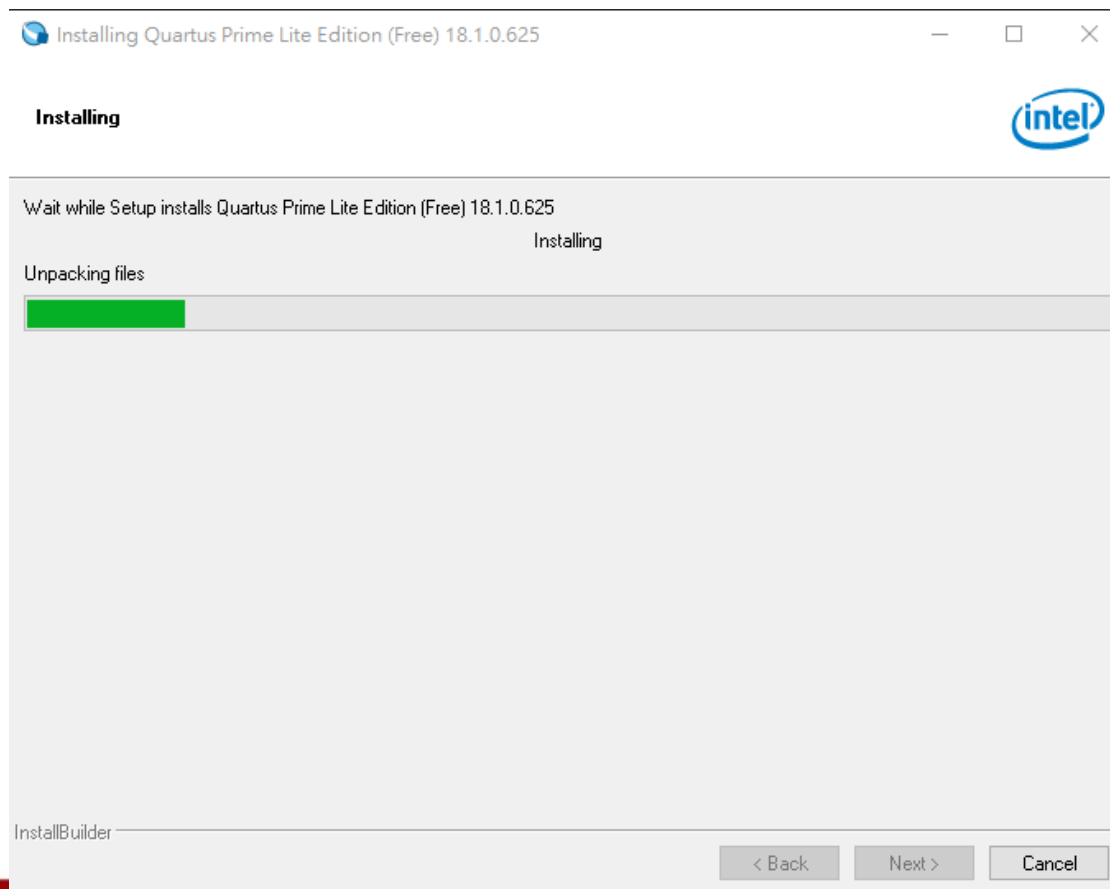 Installing Quartus Prime Lite Edition (Free) 18.1.0.625
Installing
intel
Wait while Setup installs Quartus Prime Lite Edition (Free) 18.1.0.625
Installing
Unpacking files
InstallBuilder
< Back
Next >
Cancel